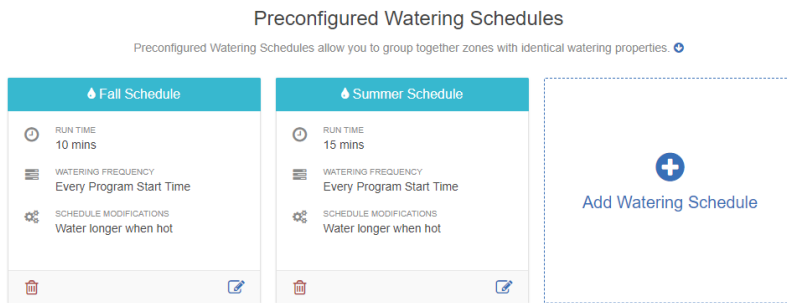 Preconfigured Watering Schedules
Preconfigured Watering Schedules allow you to group together zones with identical watering properties.
Fall Schedule
RUN TIME
10 mins
WATERING FREQUENCY
Every Program Start Time
SCHEDULE MODIFICATIONS
Water longer when hot
Summer Schedule
RUN TIME
15 mins
WATERING FREQUENCY
Every Program Start Time
SCHEDULE MODIFICATIONS
Water longer when hot
Add Watering Schedule